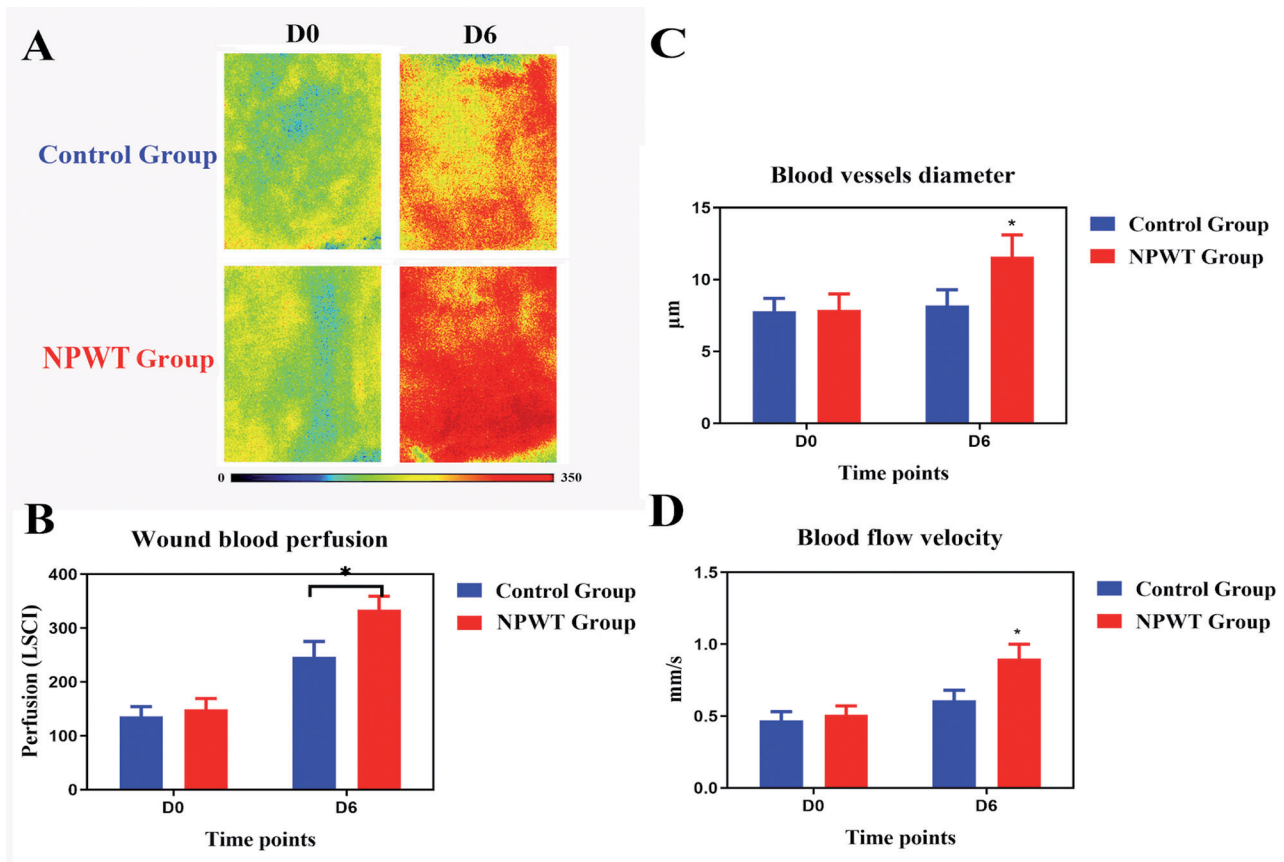 A
D0 D6
Control Group
NPWT Group
0 350
B
Wound blood perfusion
Perfusion (LSCI)
400
300
200
100
0
*
D0 D6
Time points
Control Group
NPWT Group
C
Blood vessels diameter
µm
15
10
5
0
*
D0 D6
Time points
Control Group
NPWT Group
D
Blood flow velocity
mm/s
1.5
1.0
0.5
0.0
*
D0 D6
Time points
Control Group
NPWT Group